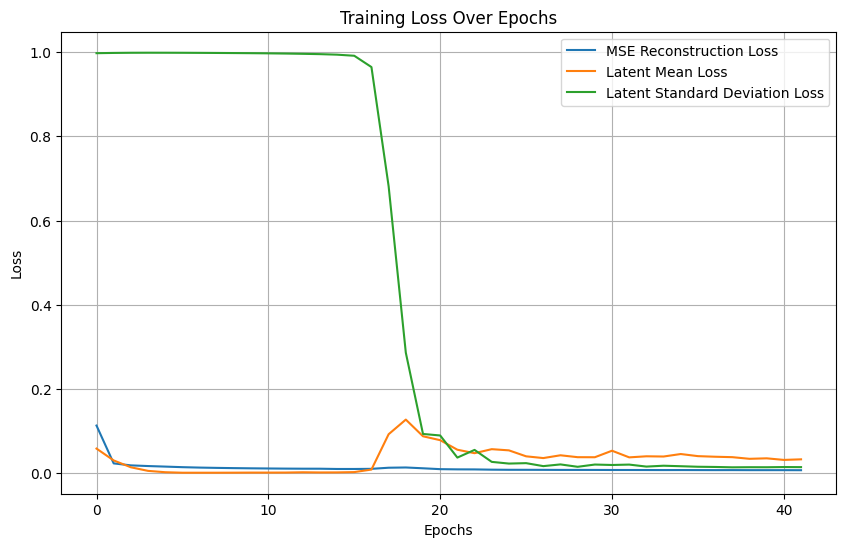 Training Loss Over Epochs
MSE Reconstruction Loss
Latent Mean Loss
Latent Standard Deviation Loss
1.0
0.8
0.6
0.4
0.2
0.0
Loss
0 10 20 30 40
Epochs